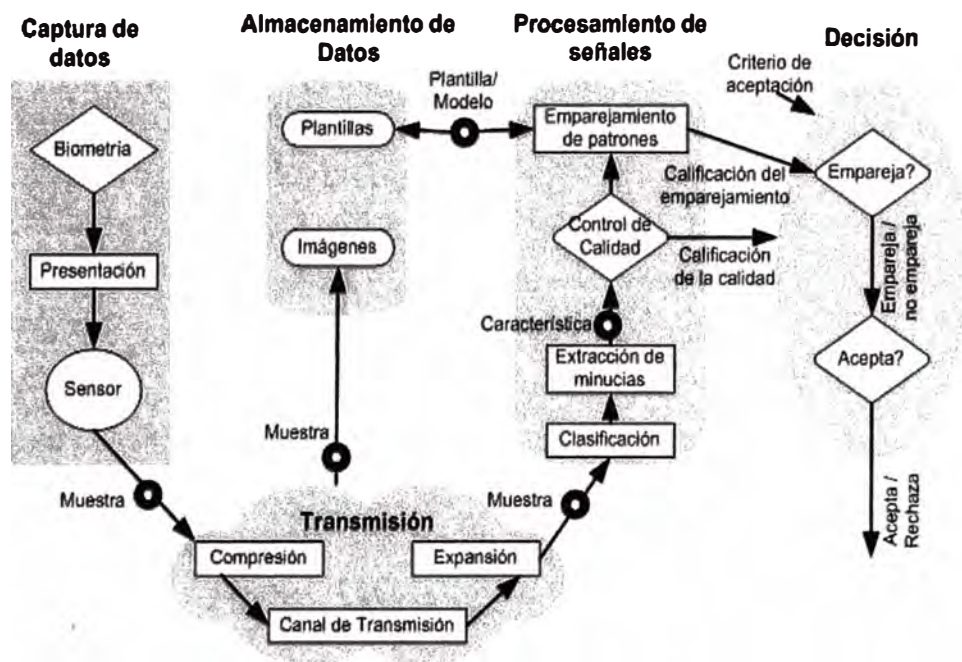 Captura de
datos
Biometria
Presentación
Sensor
Muestra
Almacenamiento de
Datos
Plantillas
Imágenes
Muestra
Plantilla/
Modelo
Transmisión
Compresión
Expansión
Canal de Transmisión
Muestra
Procesamiento de
señales
Emparejamiento
de patrones
Control de
Calidad
Característica
Extracción de
minucias
Clasificación
Calificación del
emparejamiento
Calificación
de la calidad
Decisión
Criterio de
aceptación
Empareja?
Empareja /
no empareja
Acepta?
Acepta /
Rechaza